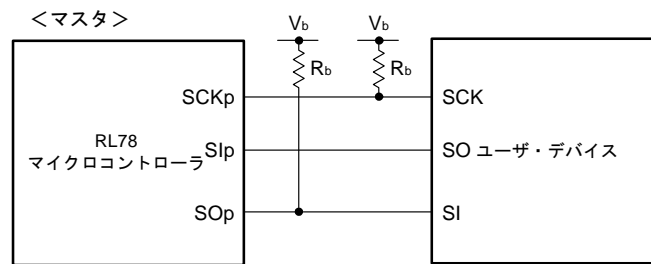 ＜マスタ＞
Vb
Vb
Rb
Rb
SCKp
SCK
RL78
マイクロコントローラ
SIp
SO ユーザ・デバイス
SOp
SI